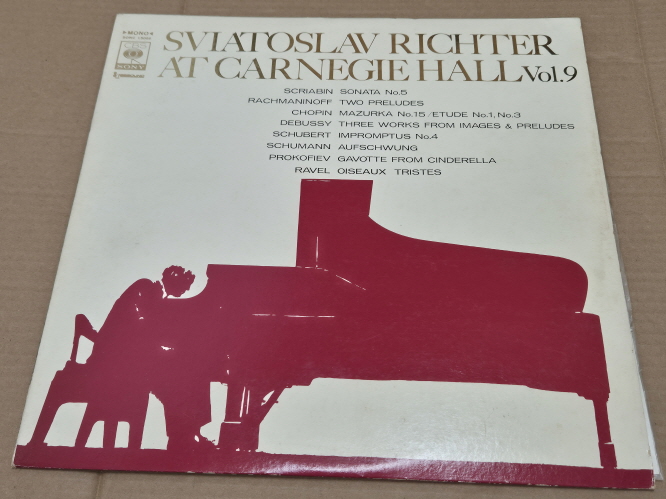 MONO
SONY
SVIATOSLAV RICHTER
AT CARNEGIE HALL Vol.9
SCRIABIN SONATA No.5
RACHMANINOFF TWO PRELUDES
CHOPIN MAZURKA No.15/ETUDE No.1, No.3
DEBUSSY THREE WORKS FROM IMAGES & PRELUDES
SCHUBERT IMPROMPTUS No.4
SCHUMANN AUFSCHWUNG
PROKOFIEV GAVOTTE FROM CINDERELLA
RAVEL OISEAUX TRISTES